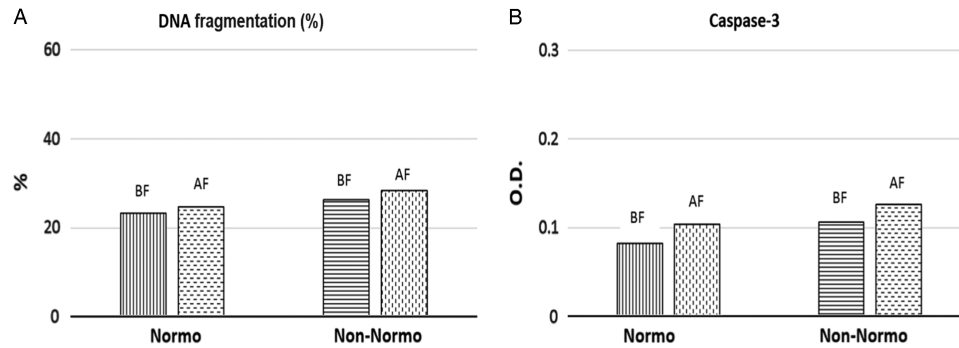 A
DNA fragmentation (%)
60
40
20
0
%
BF
AF
BF
AF
Normo
Non-Normo
B
Caspase-3
0.3
0.2
0.1
0
O.D.
BF
AF
BF
AF
Normo
Non-Normo